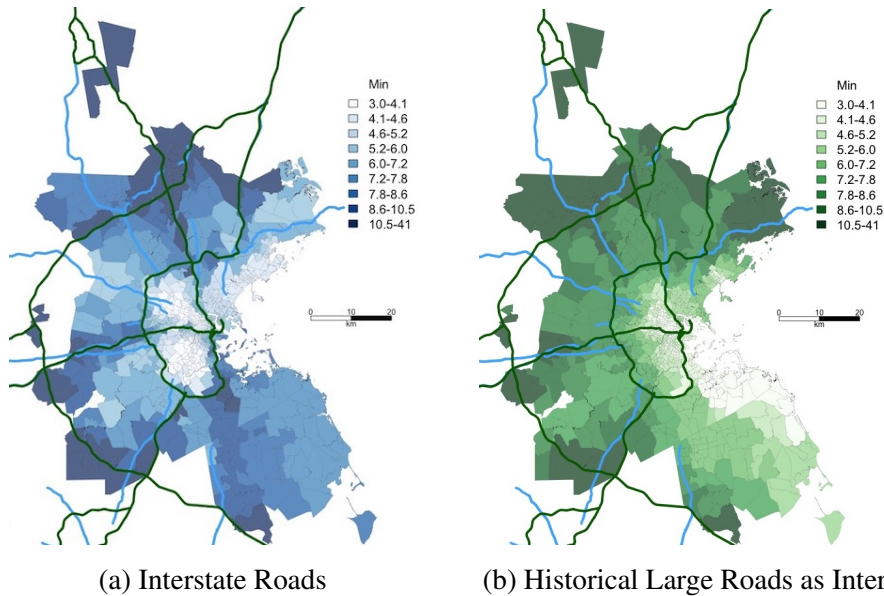 Min
3.0-4.1
4.1-4.6
4.6-5.2
5.2-6.0
6.0-7.2
7.2-7.8
7.8-8.6
8.6-10.5
10.5-41
0 10 20
km
(a) Interstate Roads
Min
3.0-4.1
4.1-4.6
4.6-5.2
5.2-6.0
6.0-7.2
7.2-7.8
7.8-8.6
8.6-10.5
10.5-41
0 10 20
km
(b) Historical Large Roads as Inter